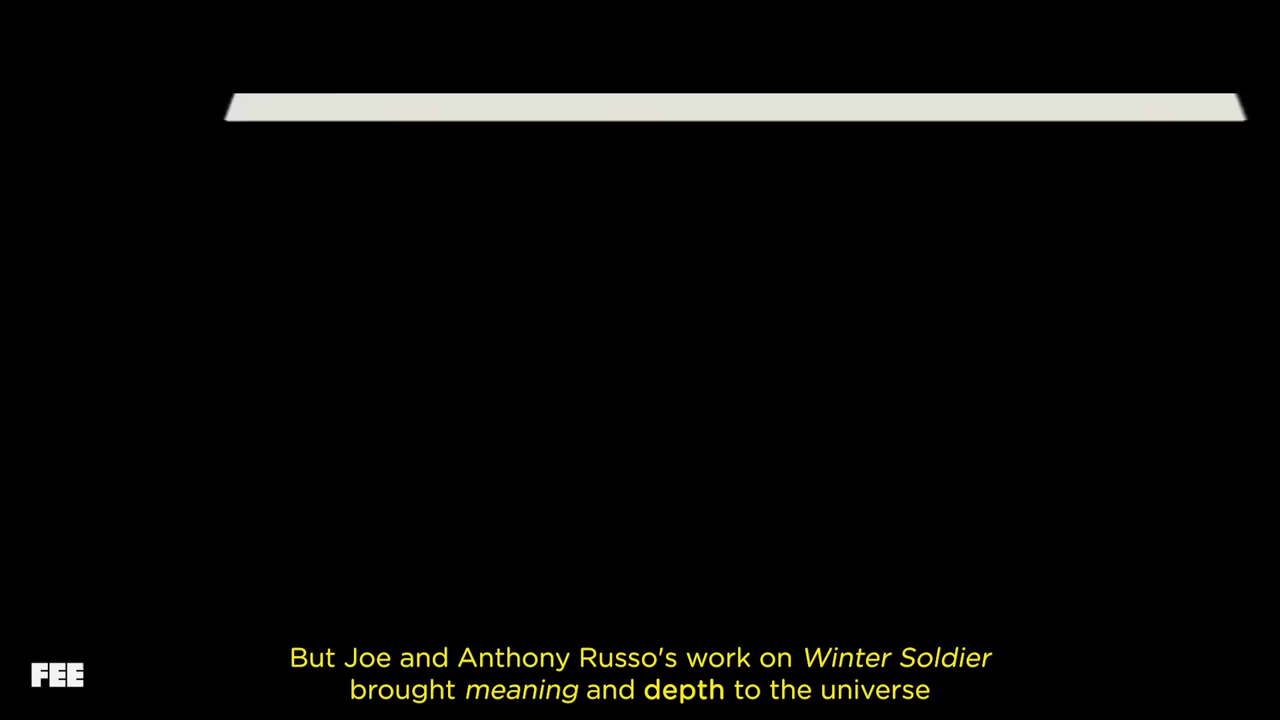 But Joe and Anthony Russo's work on Winter Soldier
FEE
brought meaning and depth to the universe